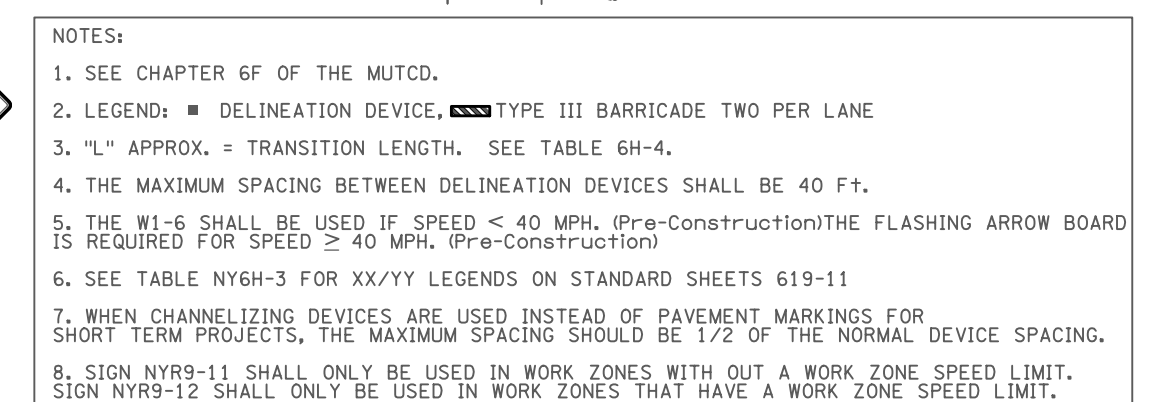 NOTES:
1. SEE CHAPTER 6F OF THE MUTCD.
2. LEGEND: ■ DELINEATION DEVICE, TYPE III BARRICADE TWO PER LANE
3. "L" APPROX. = TRANSITION LENGTH. SEE TABLE 6H-4.
4. THE MAXIMUM SPACING BETWEEN DELINEATION DEVICES SHALL BE 40 Ft.
5. THE W1-6 SHALL BE USED IF SPEED < 40 MPH. (Pre-Construction)THE FLASHING ARROW BOARD
IS REQUIRED FOR SPEED ≥ 40 MPH. (Pre-Construction)
6. SEE TABLE NY6H-3 FOR XX/YY LEGENDS ON STANDARD SHEETS 619-11
7. WHEN CHANNELIZING DEVICES ARE USED INSTEAD OF PAVEMENT MARKINGS FOR
SHORT TERM PROJECTS, THE MAXIMUM SPACING SHOULD BE 1/2 OF THE NORMAL DEVICE SPACING.
8. SIGN NYR9-11 SHALL ONLY BE USED IN WORK ZONES WITH OUT A WORK ZONE SPEED LIMIT.
SIGN NYR9-12 SHALL ONLY BE USED IN WORK ZONES THAT HAVE A WORK ZONE SPEED LIMIT.